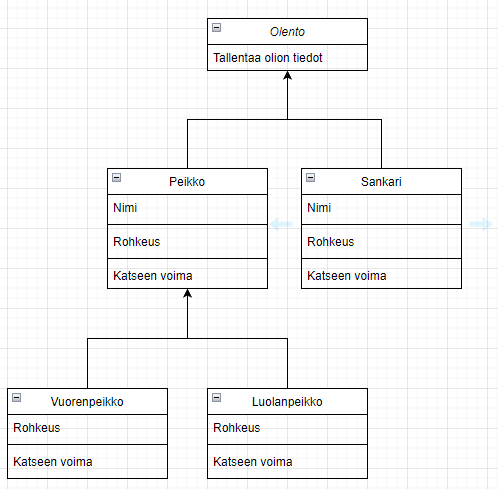 Olento
Tallentaa olion tiedot
Peikko
Nimi
Rohkeus
Katseen voima
Sankari
Nimi
Rohkeus
Katseen voima
Vuorenpeikko
Rohkeus
Katseen voima
Luolanpeikko
Rohkeus
Katseen voima